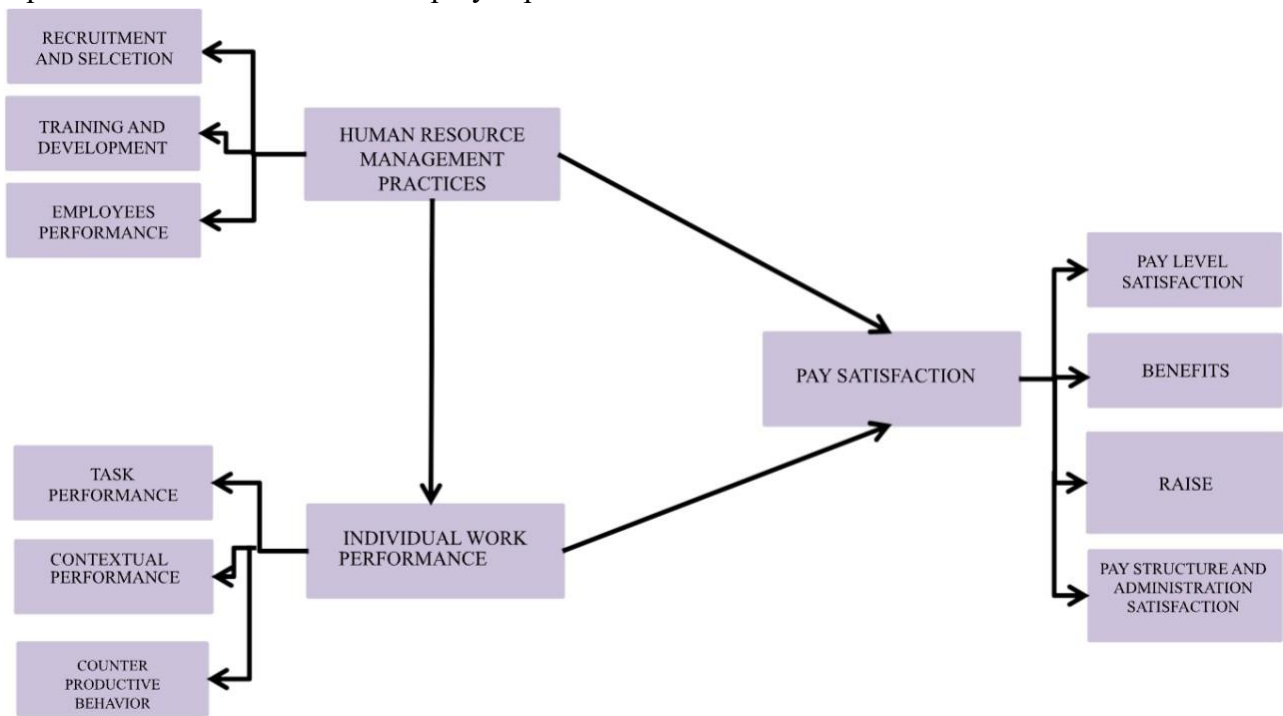 RECRUITMENT
AND SELCETION
TRAINING AND
DEVELOPMENT
EMPLOYEES
PERFORMANCE
HUMAN RESOURCE
MANAGEMENT
PRACTICES
PAY SATISFACTION
PAY LEVEL
SATISFACTION
BENEFITS
RAISE
PAY STRUCTURE AND
ADMINISTRATION
SATISFACTION
TASK
PERFORMANCE
CONTEXTUAL
PERFORMANCE
COUNTER
PRODUCTIVE
BEHAVIOR
INDIVIDUAL WORK
PERFORMANCE